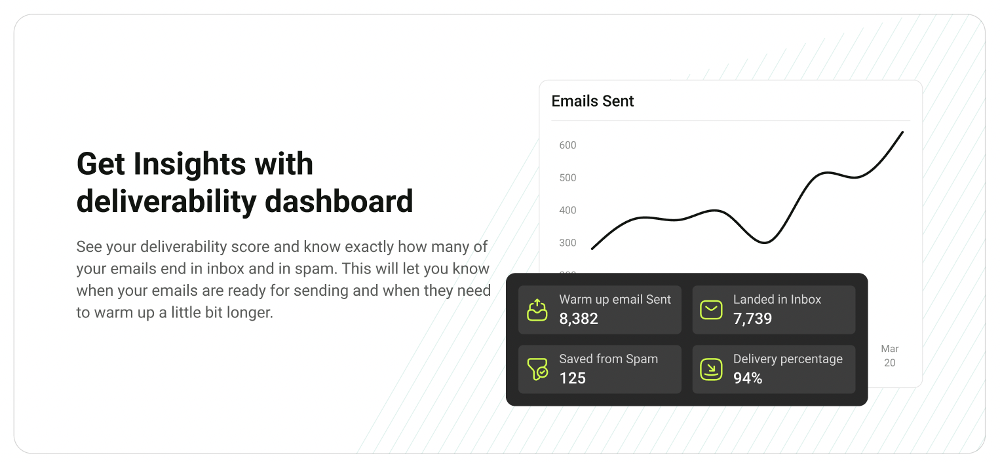 Get Insights with
deliverability dashboard
See your deliverability score and know exactly how many of
your emails end in inbox and in spam. This will let you know
when your emails are ready for sending and when they need
to warm up a little bit longer.
Emails Sent
600
500
400
300
Warm up email Sent
8,382
Landed in Inbox
7,739
Saved from Spam
125
Delivery percentage
94%
Mar
20